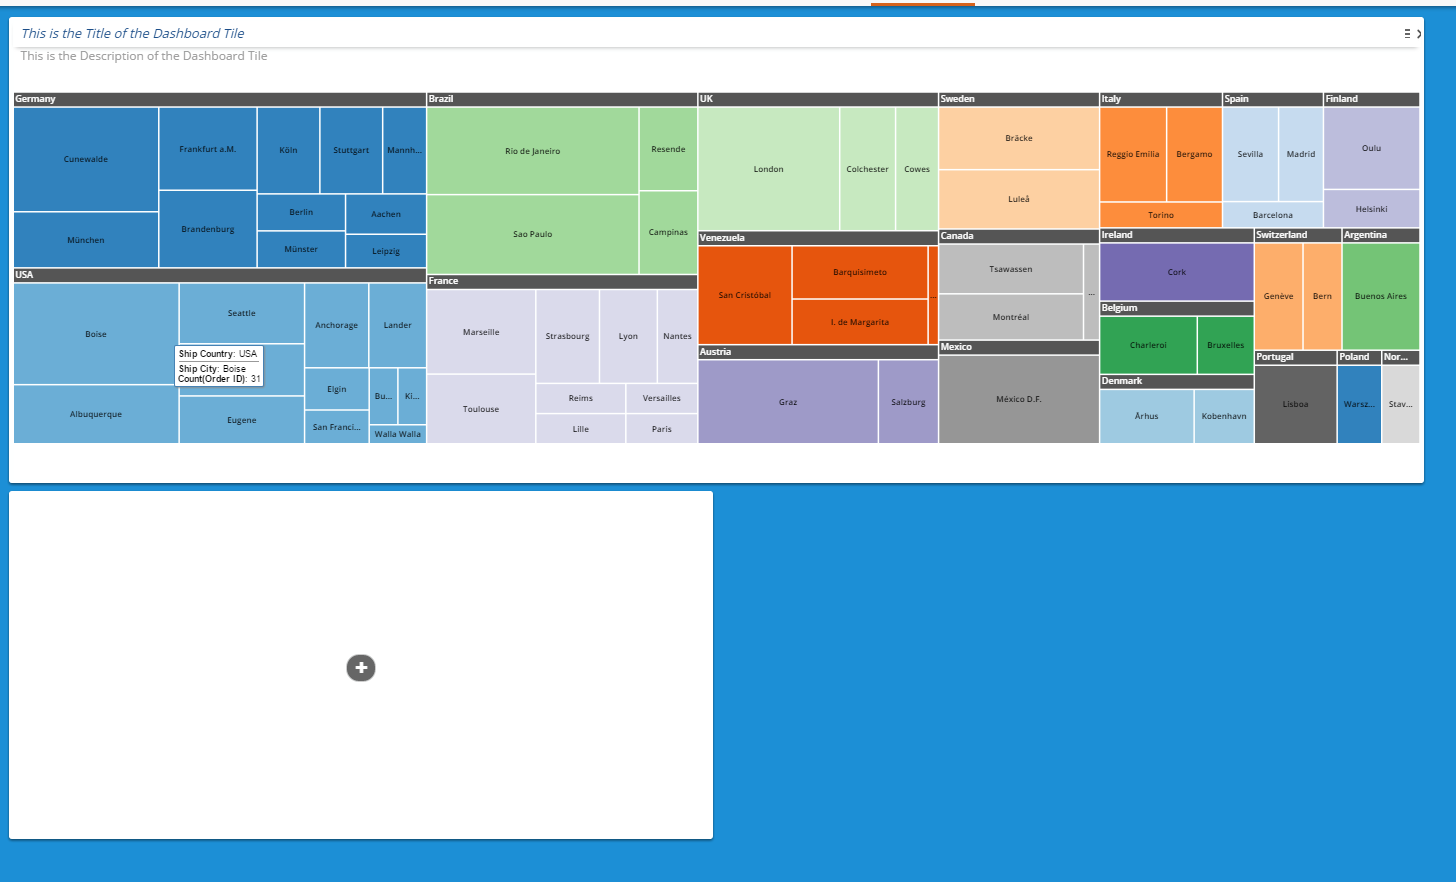 This is the Title of the Dashboard Tile
This is the Description of the Dashboard Tile
Germany
Cunewalde
München
Frankfurt a.M.
Brandenburg
Köln
Stuttgart
Mannh...
Berlin
Aachen
Münster
Leipzig
USA
Boise
Albuquerque
Seattle
Eugene
Anchorage
Lander
Elgin
Bu...
Ki...
San Franci...
Walla Walla
Ship Country: USA
Ship City: Boise
Count(Order ID): 31
Brazil
Rio de Janeiro
Sao Paulo
Resende
Campinas
France
Marseille
Toulouse
Strasbourg
Lyon
Nantes
Reims
Versailles
Lille
Paris
UK
London
Colchester
Cowes
Venezuela
San Cristóbal
Barquisimeto
I. de Margarita
...
Austria
Graz
Salzburg
Sweden
Bräcke
Luleå
Canada
Tsawassen
Montréal
...
Mexico
México D.F.
Italy
Reggio Emilia
Bergamo
Torino
Spain
Sevilla
Madrid
Barcelona
Finland
Oulu
Helsinki
Ireland
Cork
Belgium
Charleroi
Bruxelles
Denmark
Århus
Kobenhavn
Switzerland
Genève
Bern
Argentina
Buenos Aires
Portugal
Lisboa
Poland
Warsz...
Nor...
Stav...